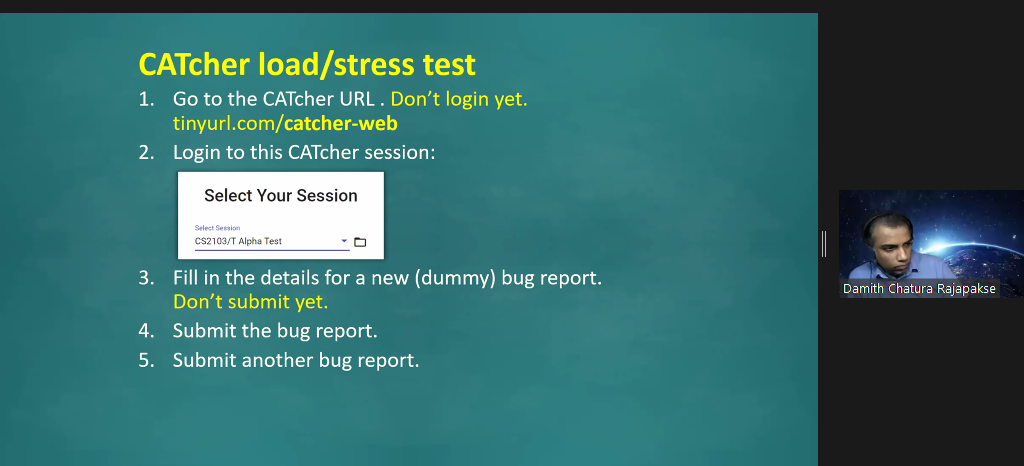 CATcher load/stress test
1. Go to the CATcher URL . Don't login yet.
tinyurl.com/catcher-web
2. Login to this CATcher session:
Select Your Session
Select Session
CS2103/T Alpha Test
3. Fill in the details for a new (dummy) bug report.
Don't submit yet.
4. Submit the bug report.
5. Submit another bug report.
Damith Chatura Rajapakse